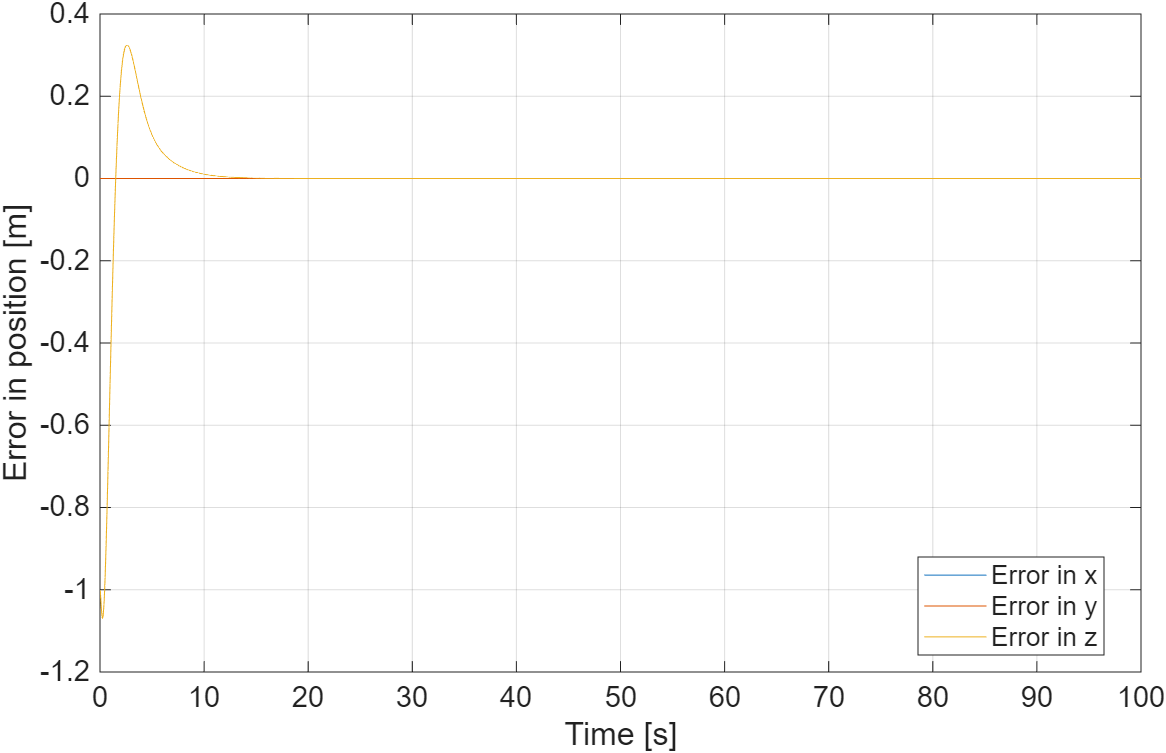 0.4
0.2
0
-0.2
-0.4
-0.6
-0.8
-1
-1.2
Error in position [m]
0 10 20 30 40 50 60 70 80 90 100
Time [s]
Error in x
Error in y
Error in z